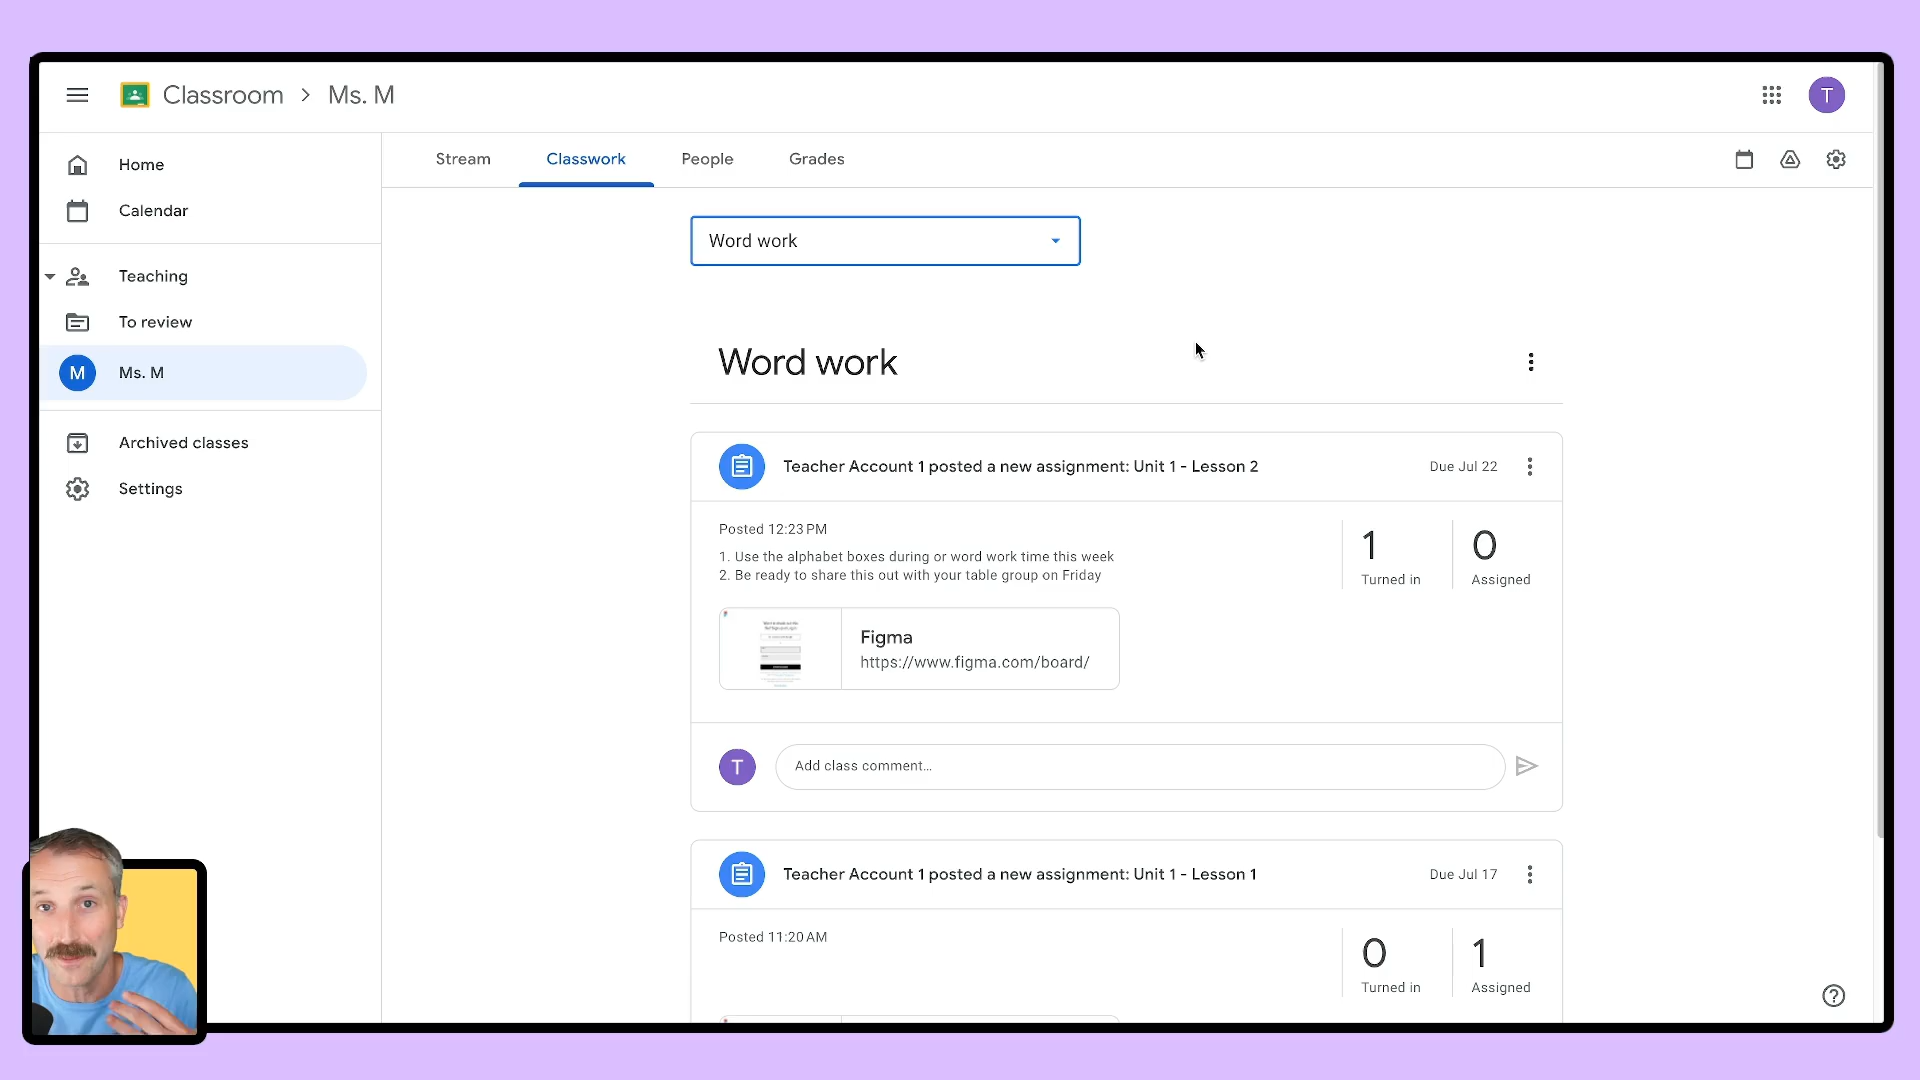 Classroom > Ms. M
T
Home
Calendar
Teaching
To review
M Ms. M
Archived classes
Settings
Stream Classwork People Grades
Word work
Word work
Teacher Account 1 posted a new assignment: Unit 1 - Lesson 2 Due Jul 22
Posted 12:23 PM
1. Use the alphabet boxes during or word work time this week
2. Be ready to share this out with your table group on Friday
1 Turned in
0 Assigned
Figma
https://www.figma.com/board/
T Add class comment...
Teacher Account 1 posted a new assignment: Unit 1 - Lesson 1 Due Jul 17
Posted 11:20 AM
0 Turned in
1 Assigned